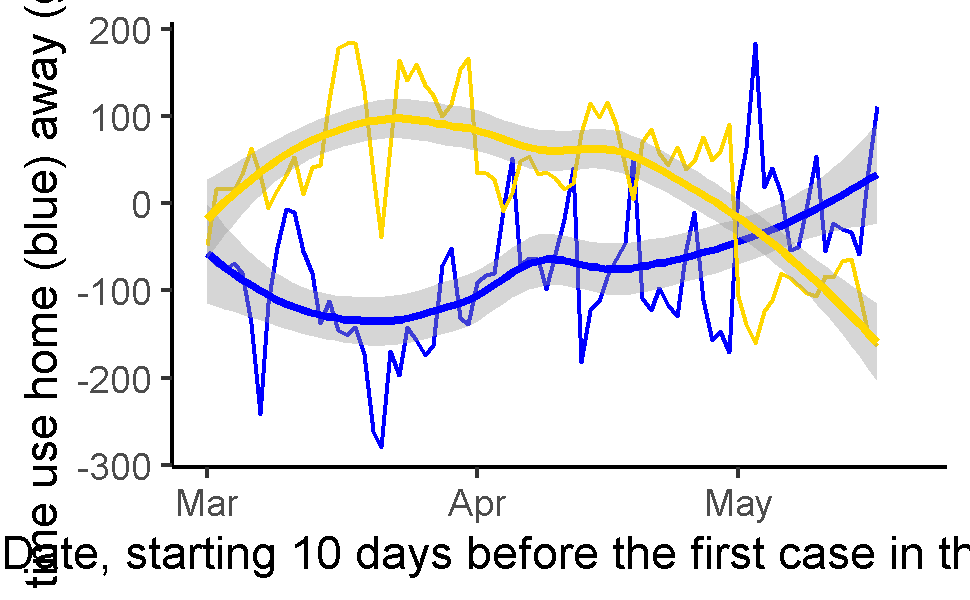 time use home (blue) away (
200
100
0
-100
-200
-300
Mar Apr May
Date, starting 10 days before the first case in th